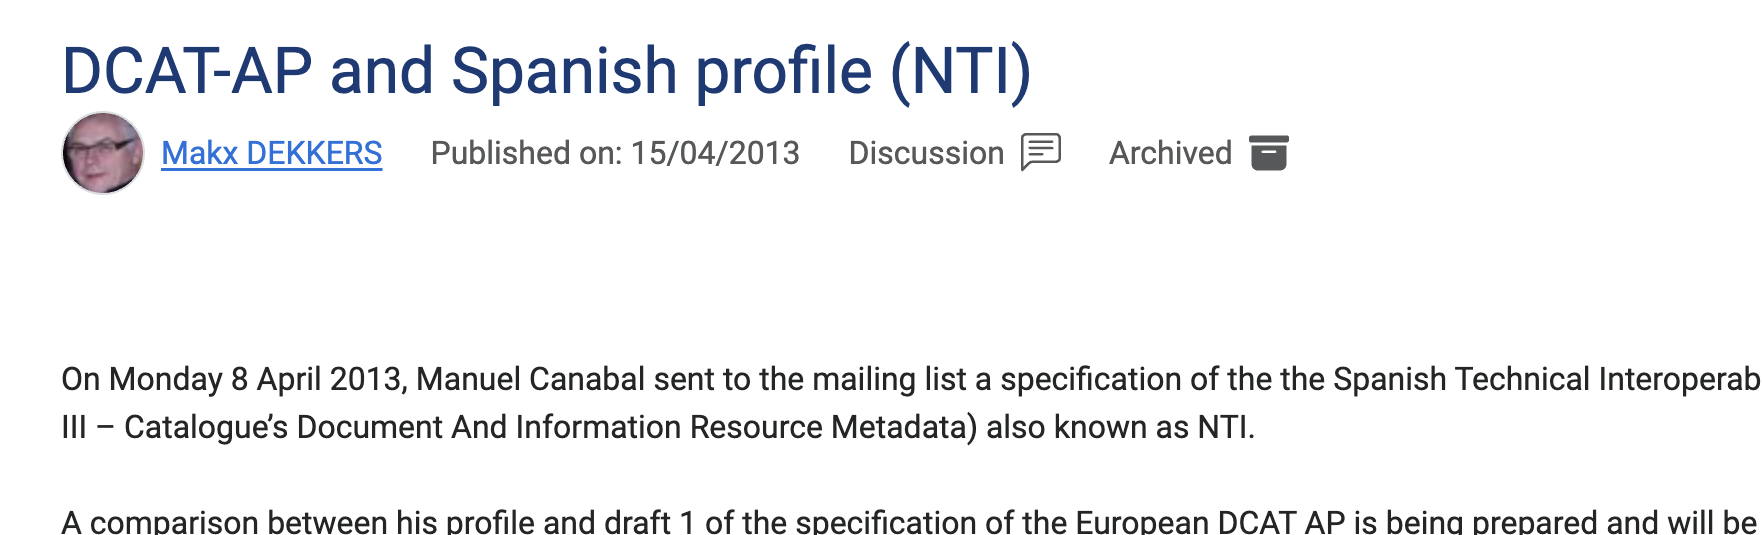 DCAT-AP and Spanish profile (NTI)
Makx DEKKERS Published on: 15/04/2013 Discussion Archived
On Monday 8 April 2013, Manuel Canabal sent to the mailing list a specification of the the Spanish Technical Interoperab
III – Catalogue’s Document And Information Resource Metadata) also known as NTI.
A comparison between his profile and draft 1 of the specification of the European DCAT AP is being prepared and will be